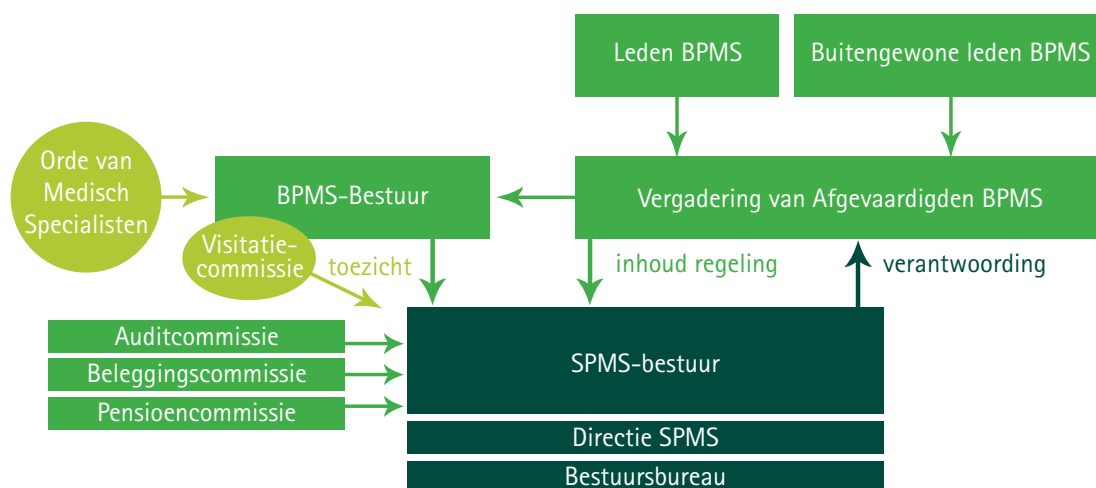 Leden BPMS
Buitengewone leden BPMS
Orde van
Medisch
Specialisten
BPMS-Bestuur
Vergadering van Afgevaardigden BPMS
Visitatie-
commissie
toezicht
inhoud regeling
verantwoording
Auditcommissie
Beleggingscommissie
Pensioencommissie
SPMS-bestuur
Directie SPMS
Bestuursbureau